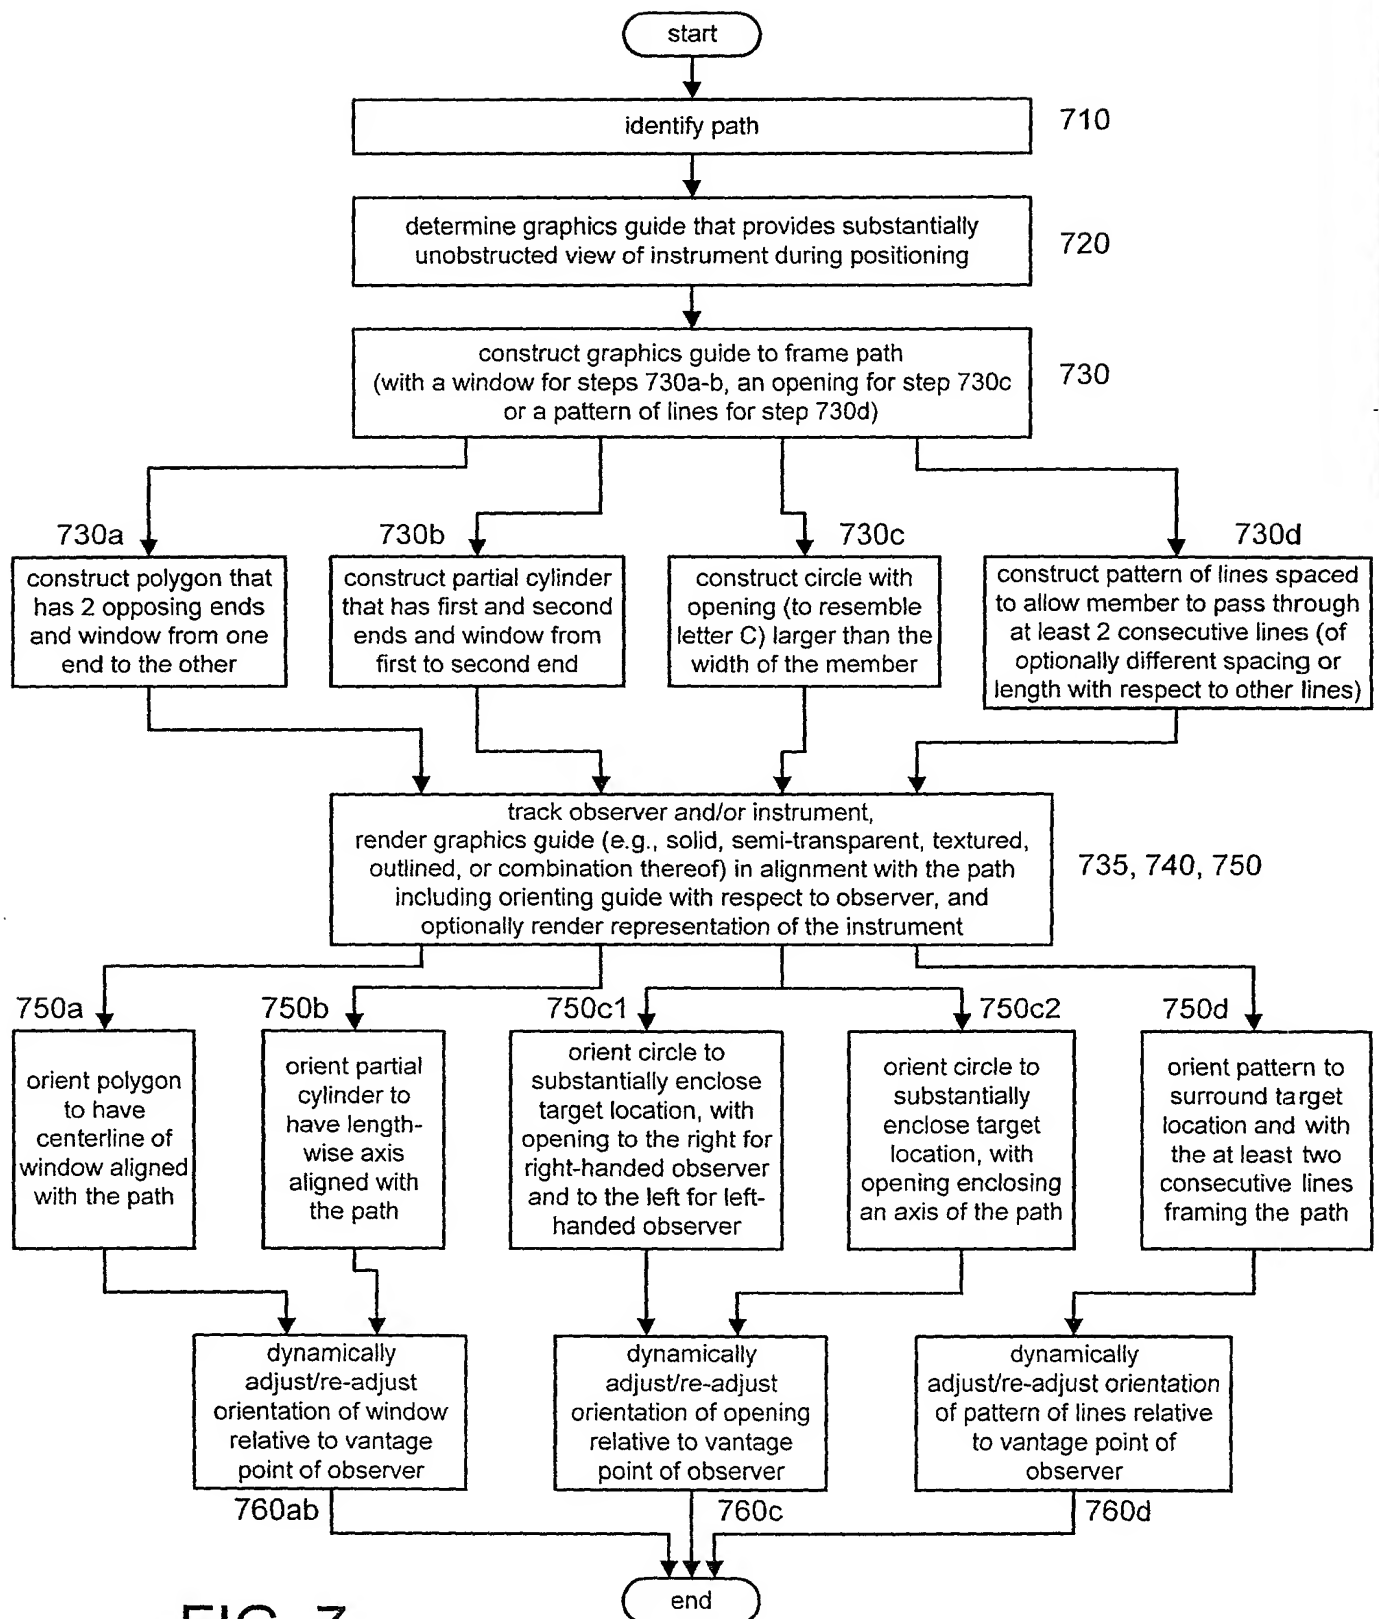 start
identify path
710
determine graphics guide that provides substantially
unobstructed view of instrument during positioning
720
construct graphics guide to frame path
(with a window for steps 730a-b, an opening for step 730c
or a pattern of lines for step 730d)
730
730a
construct polygon that
has 2 opposing ends
and window from one
end to the other
730b
construct partial cylinder
that has first and second
ends and window from
first to second end
730c
construct circle with
opening (to resemble
letter C) larger than the
width of the member
730d
construct pattern of lines spaced
to allow member to pass through
at least 2 consecutive lines (of
optionally different spacing or
length with respect to other lines)
track observer and/or instrument,
render graphics guide (e.g., solid, semi-transparent, textured,
outlined, or combination thereof) in alignment with the path
including orienting guide with respect to observer, and
optionally render representation of the instrument
735, 740, 750
750a
orient polygon
to have
centerline of
window aligned
with the path
750b
orient partial
cylinder to
have length-
wise axis
aligned with
the path
750c1
orient circle to
substantially enclose
target location, with
opening to the right for
right-handed observer
and to the left for left-
handed observer
750c2
orient circle to
substantially
enclose target
location, with
opening enclosing
an axis of the path
750d
orient pattern to
surround target
location and with
the at least two
consecutive lines
framing the path
dynamically
adjust/re-adjust
orientation of window
relative to vantage
point of observer
760ab
dynamically
adjust/re-adjust
orientation of opening
relative to vantage
point of observer
760c
dynamically
adjust/re-adjust orientation
of pattern of lines relative
to vantage point of
observer
760d
end
FIG. 7